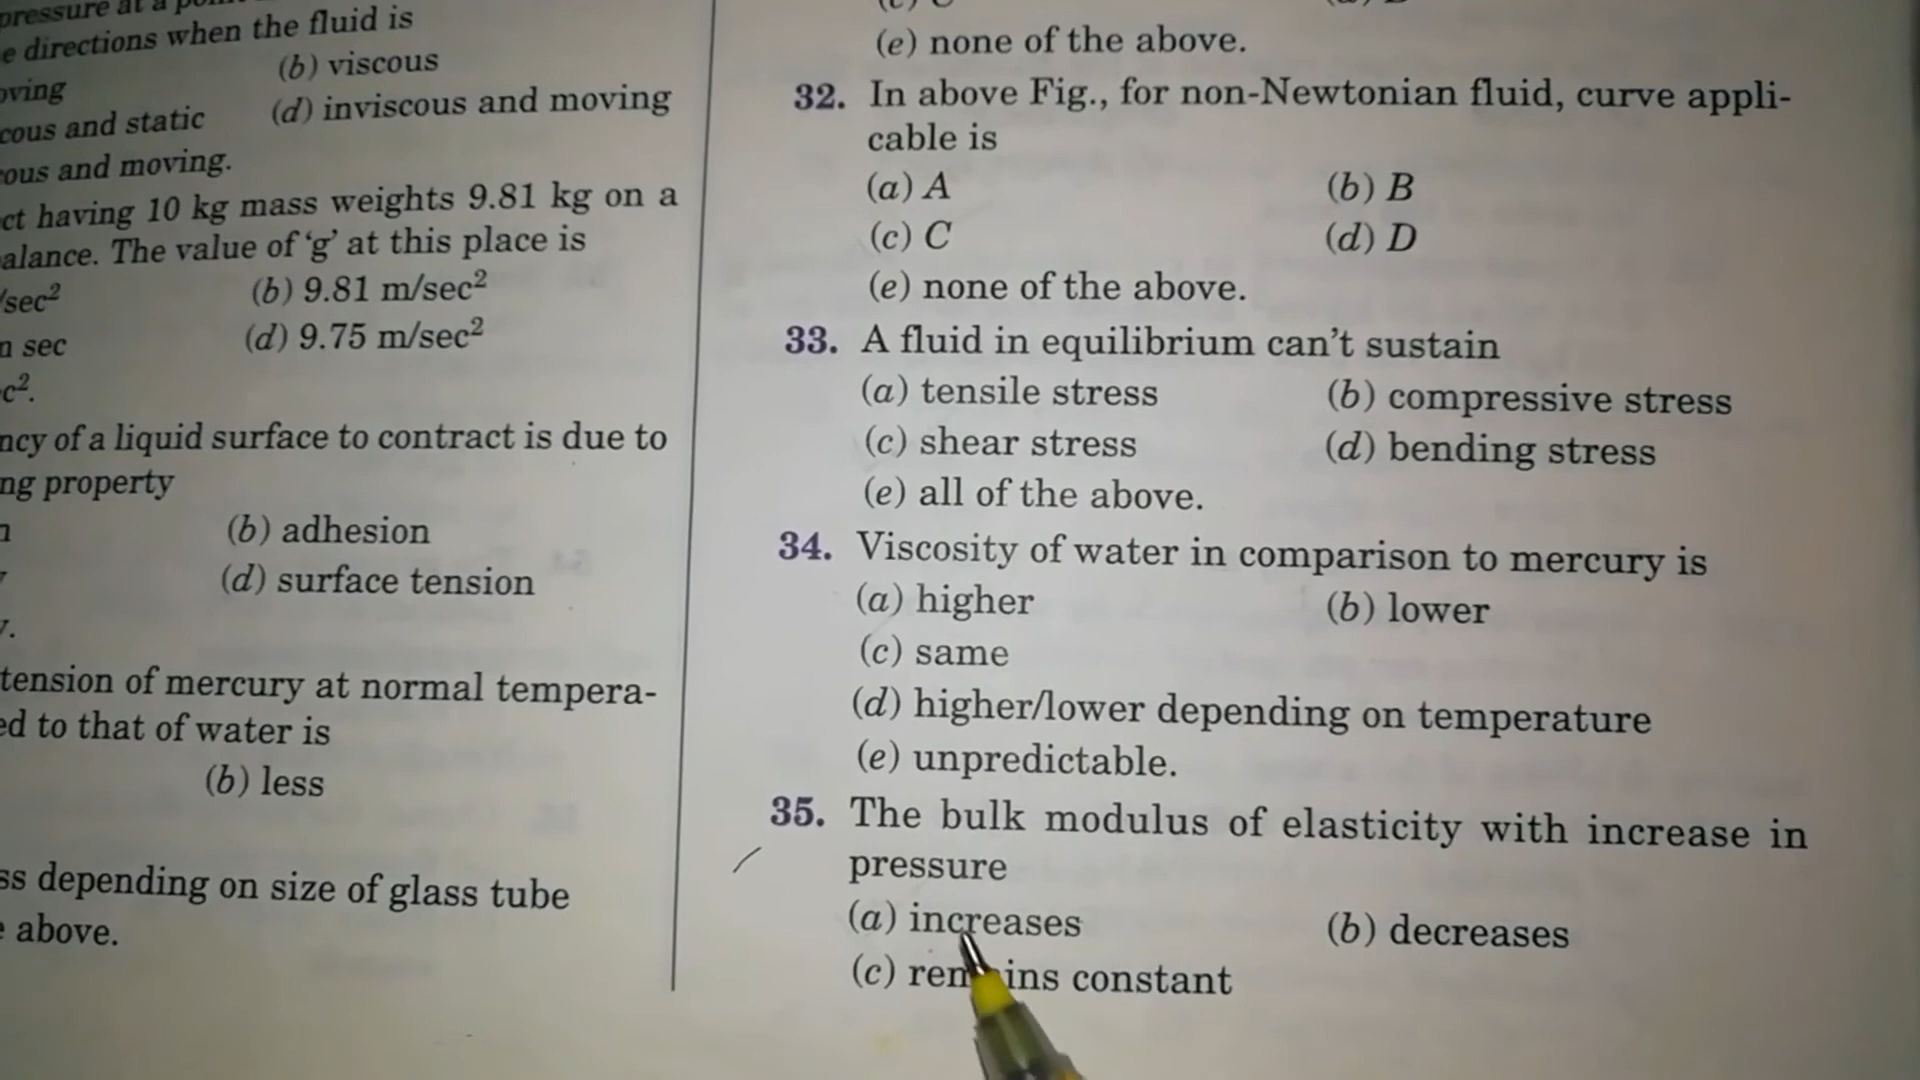 pressure at a
e directions when the fluid is
oving (b) viscous
cous and static (d) inviscous and moving
ous and moving.
ct having 10 kg mass weights 9.81 kg on a
alance. The value of ‘g’ at this place is
/sec² (b) 9.81 m/sec²
n sec (d) 9.75 m/sec²
c².
ncy of a liquid surface to contract is due to
ng property
(b) adhesion
(d) surface tension
tension of mercury at normal tempera-
ed to that of water is
(b) less
ss depending on size of glass tube
e above.
(e) none of the above.
32. In above Fig., for non-Newtonian fluid, curve appli-
cable is
(a) A (b) B
(c) C (d) D
(e) none of the above.
33. A fluid in equilibrium can’t sustain
(a) tensile stress (b) compressive stress
(c) shear stress (d) bending stress
(e) all of the above.
34. Viscosity of water in comparison to mercury is
(a) higher (b) lower
(c) same
(d) higher/lower depending on temperature
(e) unpredictable.
35. The bulk modulus of elasticity with increase in
pressure
(a) increases (b) decreases
(c) remains constant